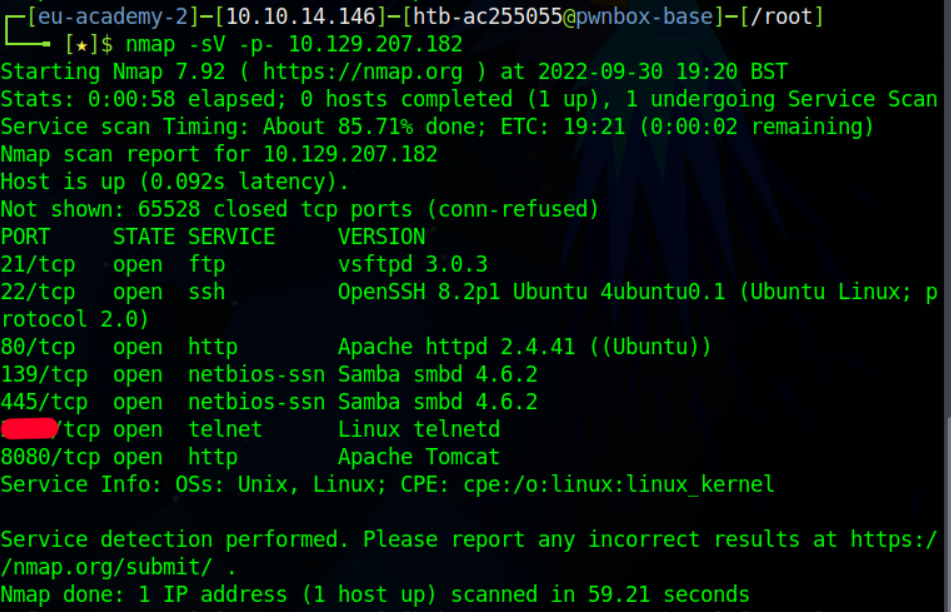 ┌─[eu-academy-2]─[10.10.14.146]─[htb-ac255055@pwnbox-base]─[/root]
└──╼ [★]$ nmap -sV -p- 10.129.207.182
Starting Nmap 7.92 ( https://nmap.org ) at 2022-09-30 19:20 BST
Stats: 0:00:58 elapsed; 0 hosts completed (1 up), 1 undergoing Service Scan
Service scan Timing: About 85.71% done; ETC: 19:21 (0:00:02 remaining)
Nmap scan report for 10.129.207.182
Host is up (0.092s latency).
Not shown: 65528 closed tcp ports (conn-refused)
PORT     STATE SERVICE     VERSION
21/tcp   open  ftp         vsftpd 3.0.3
22/tcp   open  ssh         OpenSSH 8.2p1 Ubuntu 4ubuntu0.1 (Ubuntu Linux; p
rotocol 2.0)
80/tcp   open  http        Apache httpd 2.4.41 ((Ubuntu))
139/tcp  open  netbios-ssn Samba smbd 4.6.2
445/tcp  open  netbios-ssn Samba smbd 4.6.2
/tcp open  telnet      Linux telnetd
8080/tcp open  http        Apache Tomcat
Service Info: OSs: Unix, Linux; CPE: cpe:/o:linux:linux_kernel
Service detection performed. Please report any incorrect results at https:/
/nmap.org/submit/ .
Nmap done: 1 IP address (1 host up) scanned in 59.21 seconds